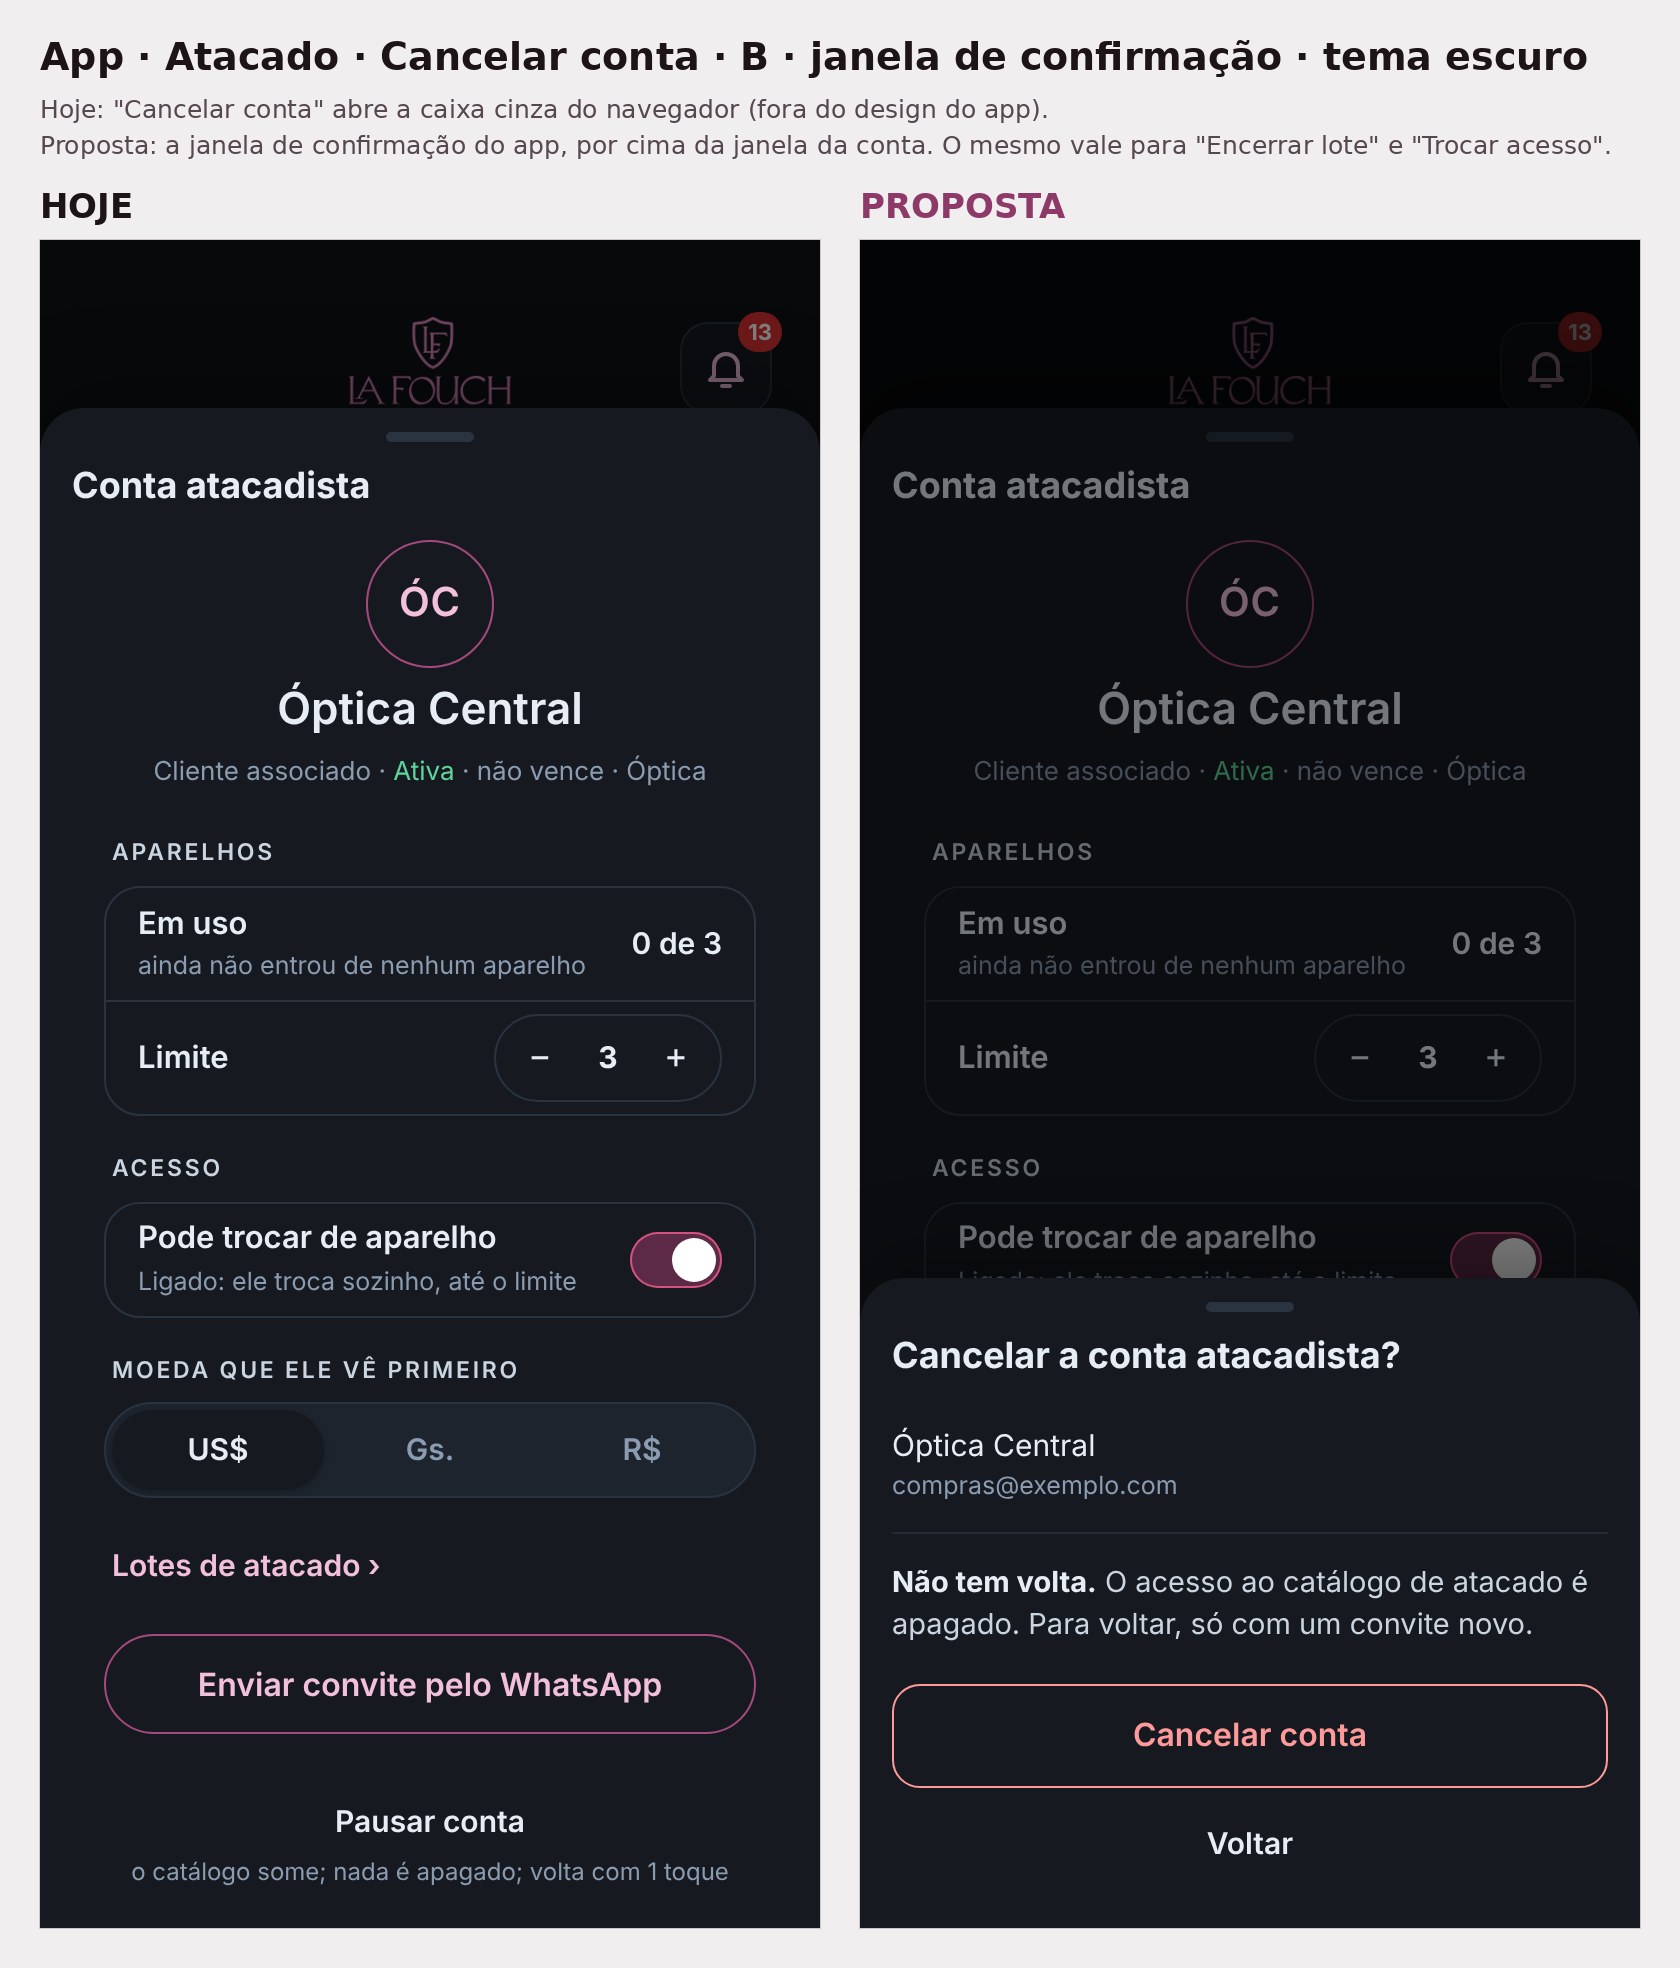 App · Atacado · Cancelar conta · B · janela de confirmação · tema escuro
Hoje: "Cancelar conta" abre a caixa cinza do navegador (fora do design do app).
Proposta: a janela de confirmação do app, por cima da janela da conta. O mesmo vale para "Encerrar lote" e "Trocar acesso".
HOJE
LF
LA FOUCH
13
Conta atacadista
ÓC
Óptica Central
Cliente associado · Ativa · não vence · Óptica
APARELHOS
Em uso
ainda não entrou de nenhum aparelho
0 de 3
Limite
− 3 +
ACESSO
Pode trocar de aparelho
Ligado: ele troca sozinho, até o limite
MOEDA QUE ELE VÊ PRIMEIRO
US$ Gs. R$
Lotes de atacado ›
Enviar convite pelo WhatsApp
Pausar conta
o catálogo some; nada é apagado; volta com 1 toque
PROPOSTA
LF
LA FOUCH
13
Conta atacadista
ÓC
Óptica Central
Cliente associado · Ativa · não vence · Óptica
APARELHOS
Em uso
ainda não entrou de nenhum aparelho
0 de 3
Limite
− 3 +
ACESSO
Pode trocar de aparelho
Ligado: ele troca sozinho, até o limite
Cancelar a conta atacadista?
Óptica Central
compras@exemplo.com
Não tem volta. O acesso ao catálogo de atacado é
apagado. Para voltar, só com um convite novo.
Cancelar conta
Voltar